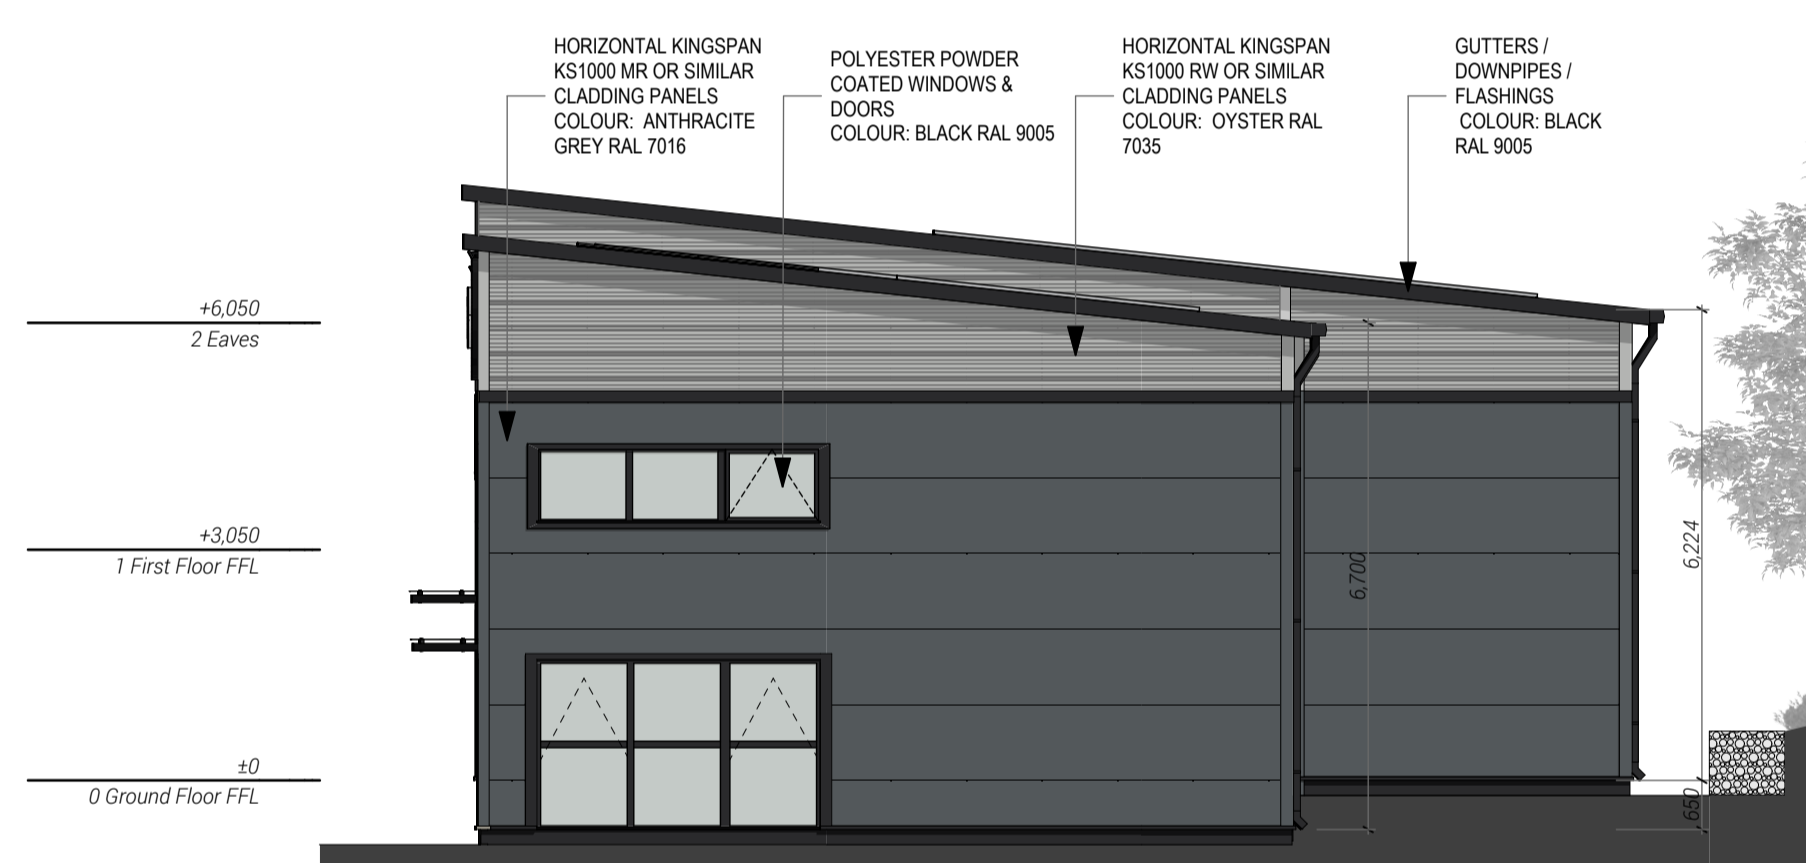 HORIZONTAL KINGSPAN
KS1000 MR OR SIMILAR
CLADDING PANELS
COLOUR: ANTHRACITE
GREY RAL 7016
POLYESTER POWDER
COATED WINDOWS &
DOORS
COLOUR: BLACK RAL 9005
HORIZONTAL KINGSPAN
KS1000 RW OR SIMILAR
CLADDING PANELS
COLOUR: OYSTER RAL
7035
GUTTERS /
DOWNPIPES /
FLASHINGS
COLOUR: BLACK
RAL 9005
+6,050
2 Eaves
+3,050
1 First Floor FFL
±0
0 Ground Floor FFL
6,700
6,224
650